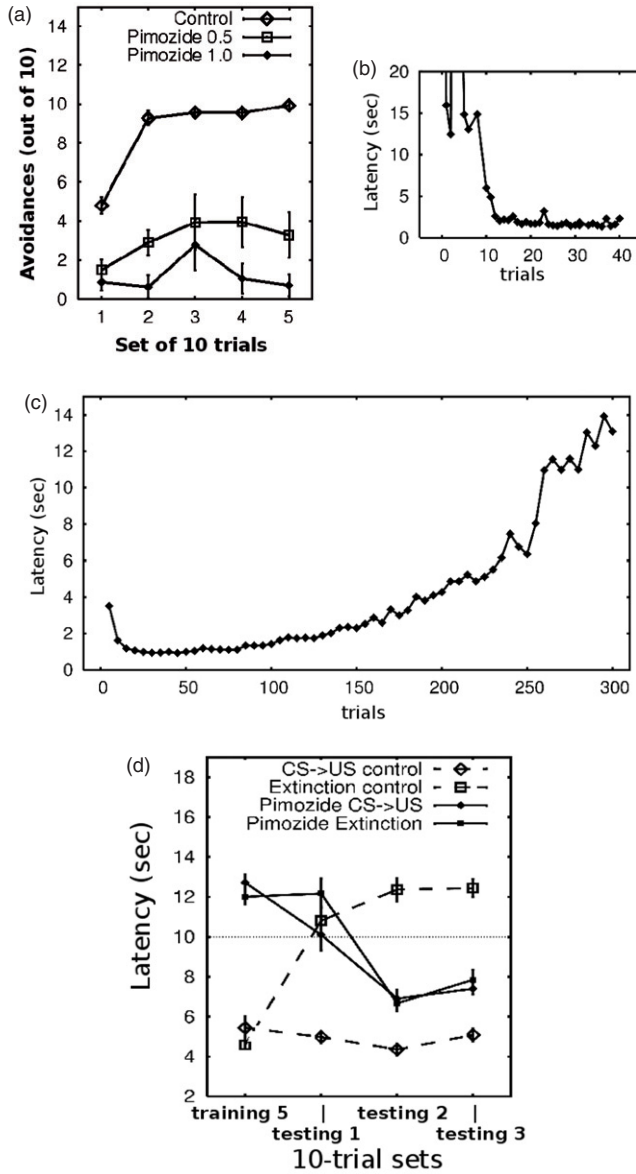 (a)
Control
Pimozide 0.5
Pimozide 1.0
Avoidances (out of 10)
14
12
10
8
6
4
2
0
1 2 3 4 5
Set of 10 trials
(b)
Latency (sec)
20
15
10
5
0
0 10 20 30 40
trials
(c)
Latency (sec)
14
12
10
8
6
4
2
0
0 50 100 150 200 250 300
trials
(d)
CS->US control
Extinction control
Pimozide CS->US
Pimozide Extinction
Latency (sec)
18
16
14
12
10
8
6
4
2
training 5 | testing 2 |
testing 1 testing 3
10-trial sets